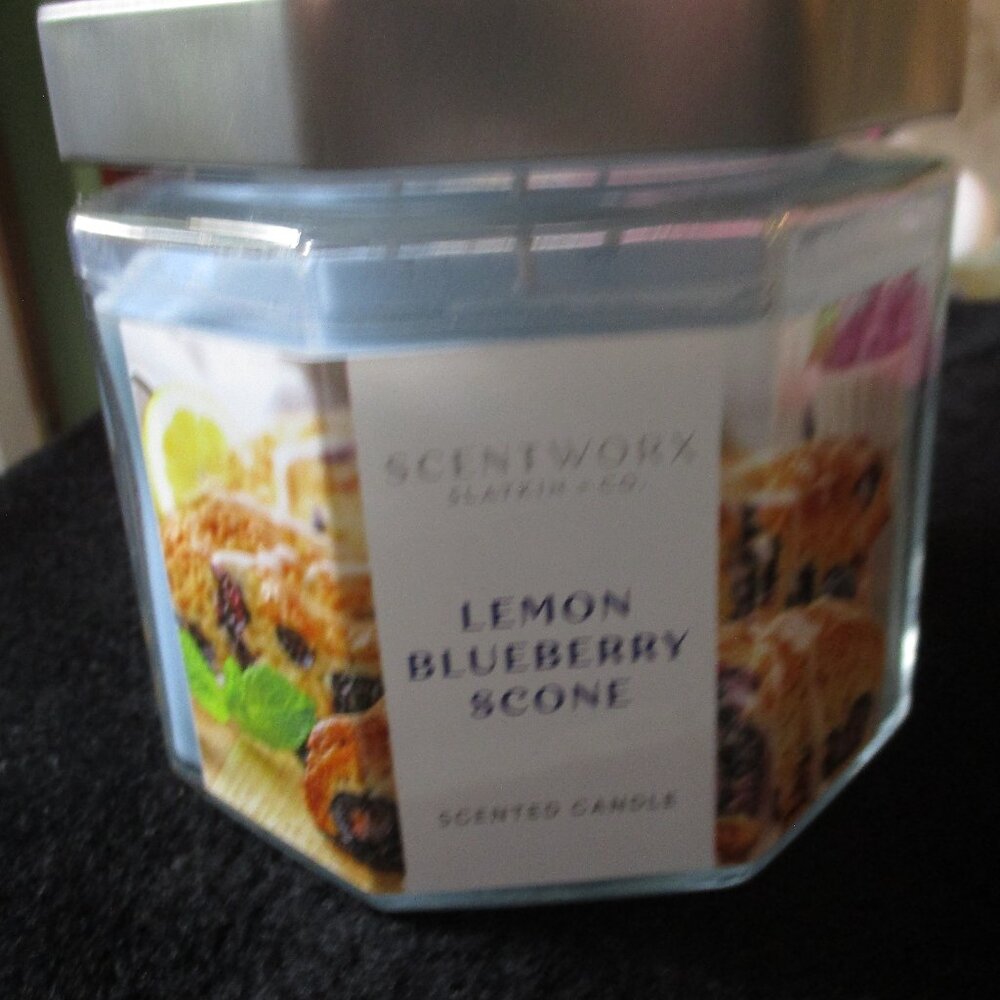 SCENTWORX
SLATKIN + CO.
LEMON
BLUEBERRY
SCONE
SCENTED CANDLE